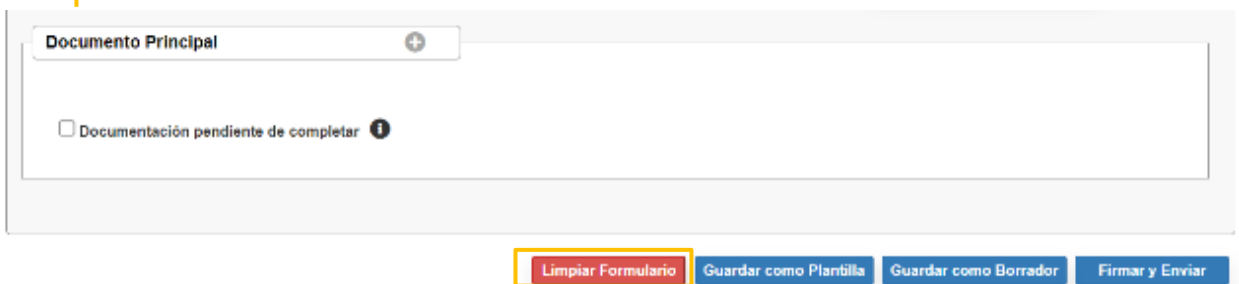 Documento Principal
Documentación pendiente de completar
Limpiar Formulario Guardar como Plantilla Guardar como Borrador Firmar y Enviar